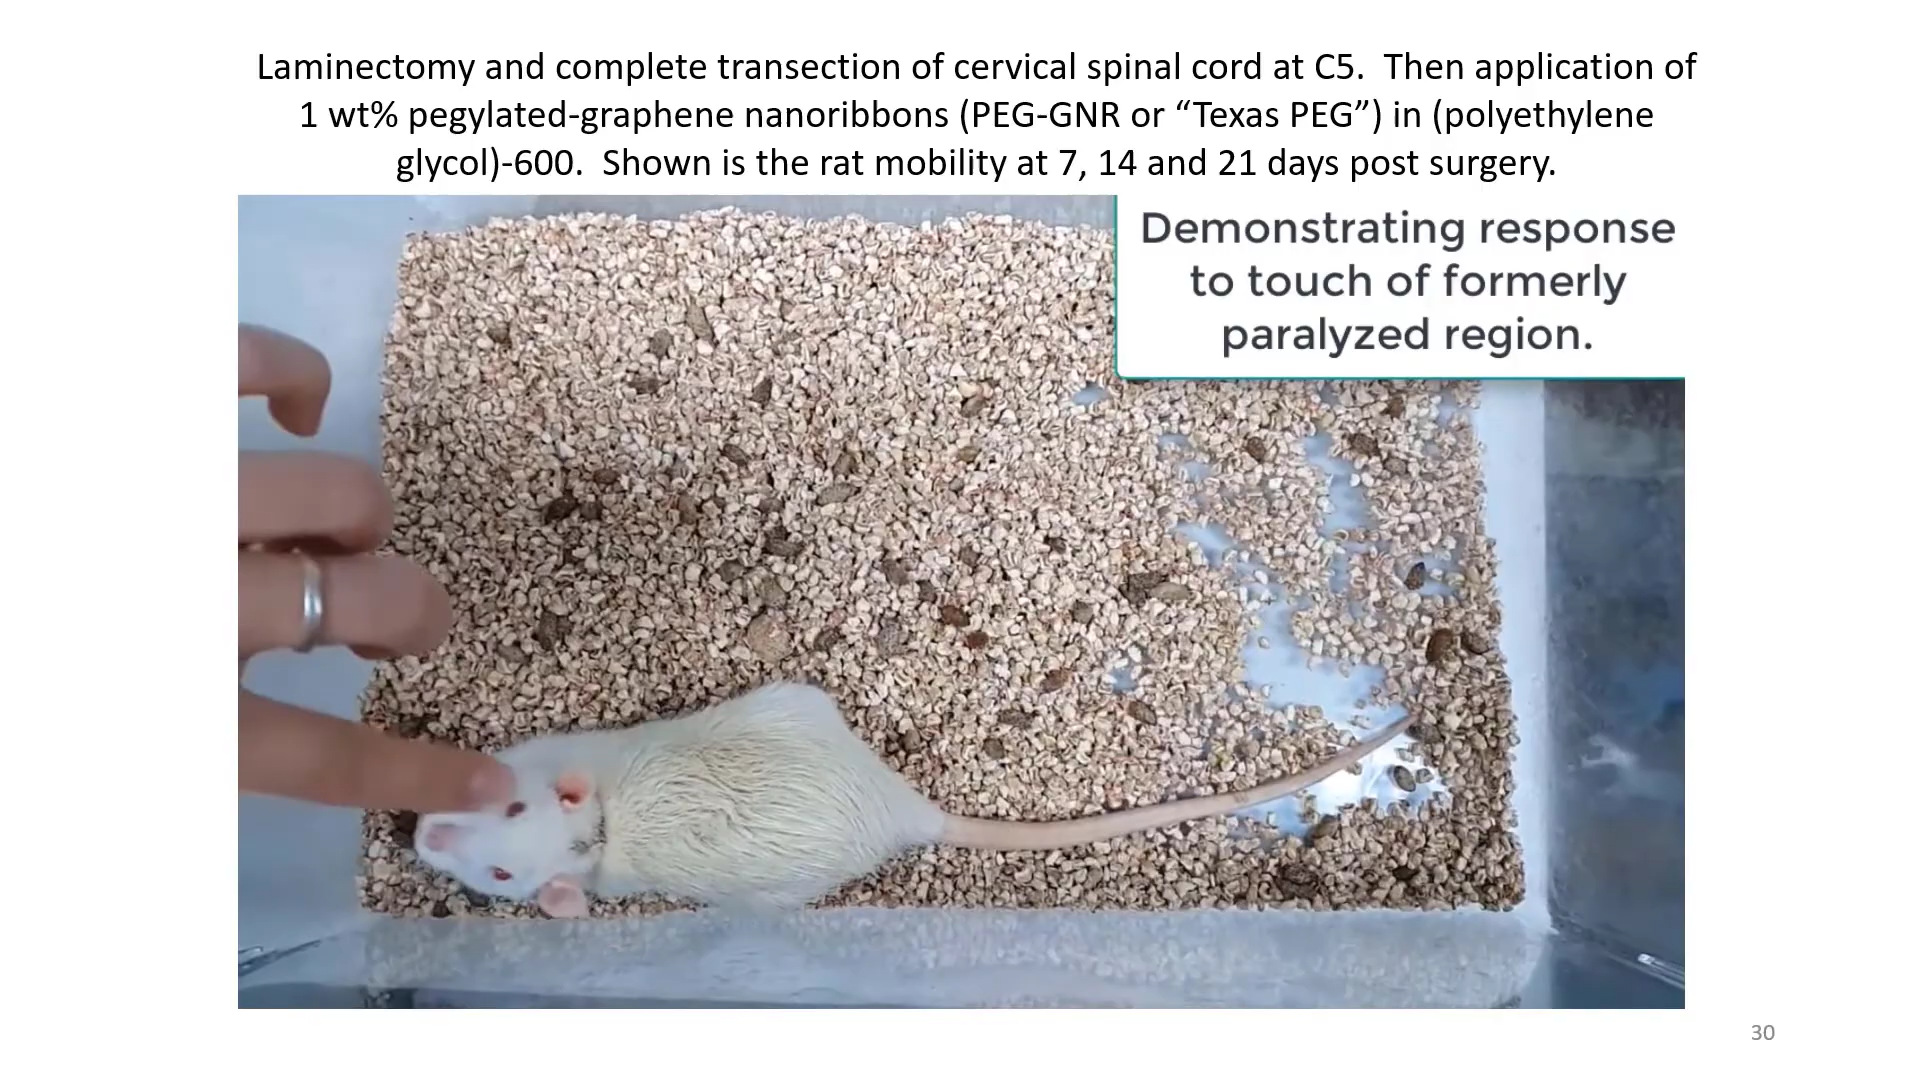 Laminectomy and complete transection of cervical spinal cord at C5.  Then application of
1 wt% pegylated-graphene nanoribbons (PEG-GNR or “Texas PEG”) in (polyethylene
glycol)-600.  Shown is the rat mobility at 7, 14 and 21 days post surgery.
Demonstrating response
to touch of formerly
paralyzed region.
30